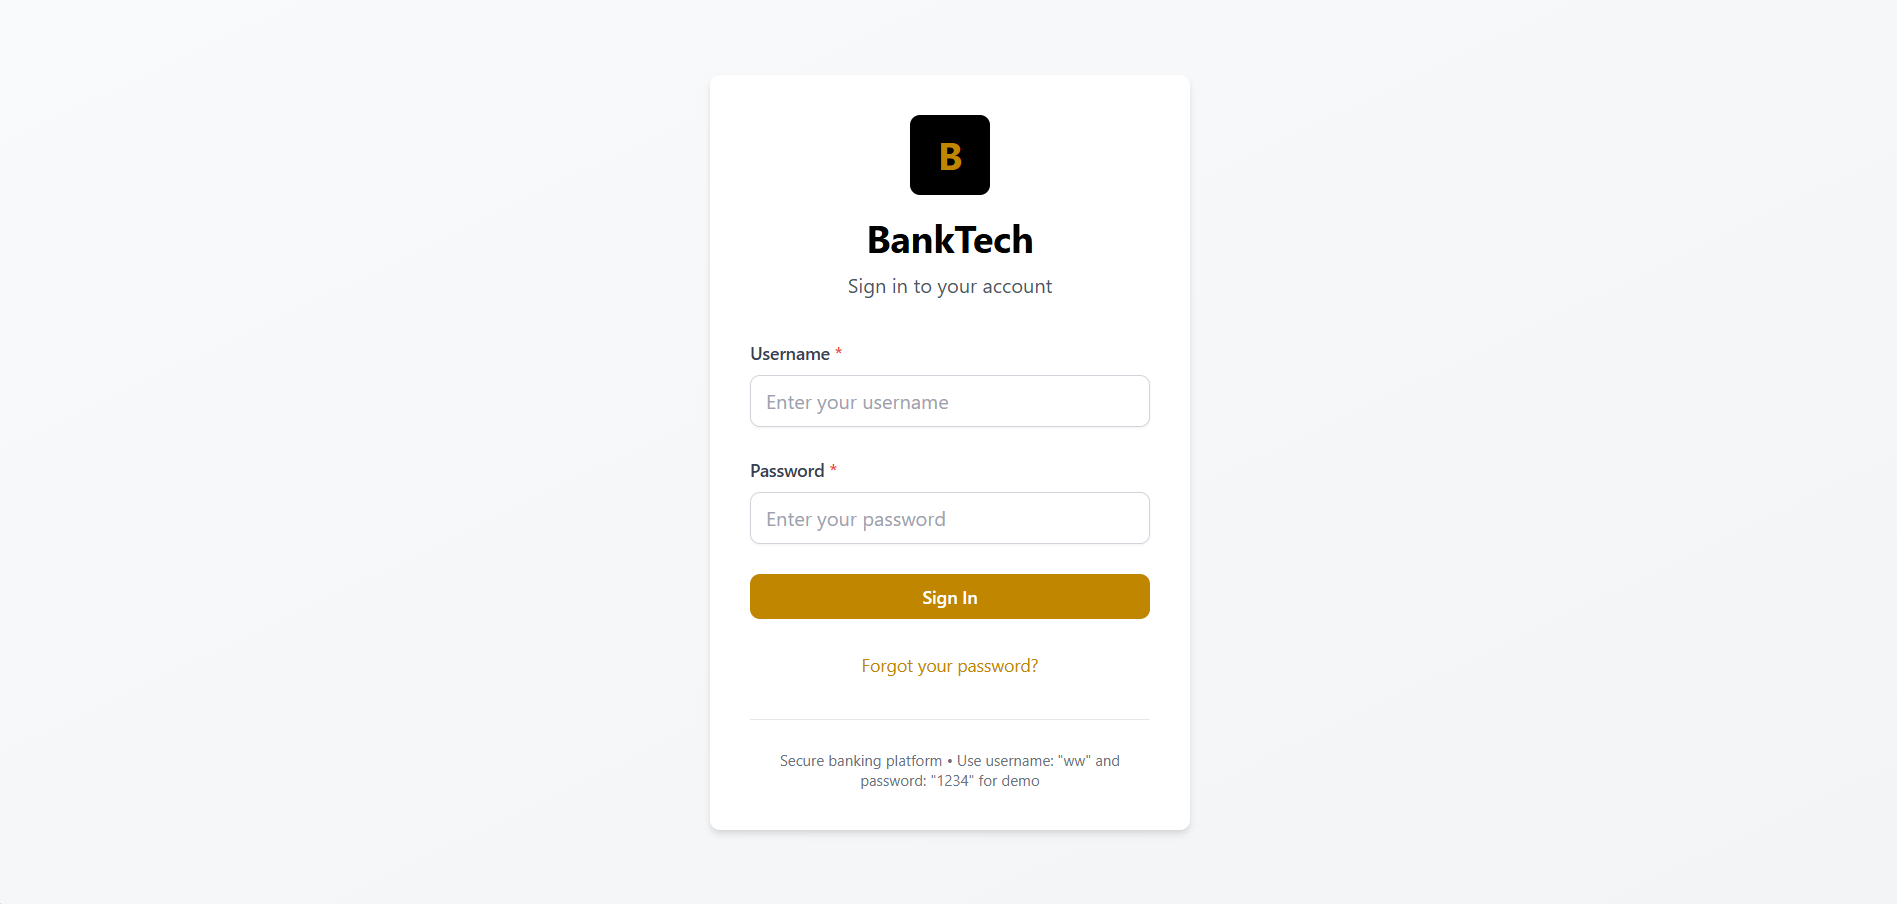 B
BankTech
Sign in to your account
Username *
Enter your username
Password *
Enter your password
Sign In
Forgot your password?
Secure banking platform • Use username: "ww" and
password: "1234" for demo